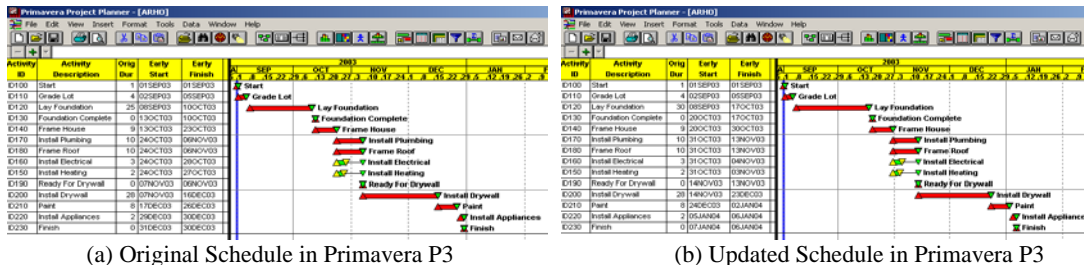 Primavera Project Planner - [ARHO]
File Edit View Insert Format Tools Data Window Help
Activity ID Activity Description Orig Dur Early Start Early Finish
2003
SEP OCT NOV DEC JAN
ID100 Start 1 01SEP03 01SEP03 Start
ID110 Grade Lot 4 02SEP03 05SEP03 Grade Lot
ID120 Lay Foundation 25 08SEP03 10OCT03 Lay Foundation
ID130 Foundation Complete 0 13OCT03 10OCT03 Foundation Complete
ID140 Frame House 9 13OCT03 23OCT03 Frame House
ID170 Install Plumbing 10 24OCT03 06NOV03 Install Plumbing
ID180 Frame Roof 10 24OCT03 06NOV03 Frame Roof
ID160 Install Electrical 3 24OCT03 28OCT03 Install Electrical
ID150 Install Heating 2 24OCT03 27OCT03 Install Heating
ID190 Ready For Drywall 0 07NOV03 06NOV03 Ready For Drywall
ID200 Install Drywall 28 07NOV03 16DEC03 Install Drywall
ID210 Paint 8 17DEC03 26DEC03 Paint
ID220 Install Appliances 2 29DEC03 30DEC03 Install Appliances
ID230 Finish 0 31DEC03 30DEC03 Finish
(a) Original Schedule in Primavera P3
Primavera Project Planner - [ARHO]
File Edit View Insert Format Tools Data Window Help
Activity ID Activity Description Orig Dur Early Start Early Finish
2003
SEP OCT NOV DEC JAN
ID100 Start 1 01SEP03 01SEP03 Start
ID110 Grade Lot 4 02SEP03 05SEP03 Grade Lot
ID120 Lay Foundation 30 08SEP03 17OCT03 Lay Foundation
ID130 Foundation Complete 0 20OCT03 17OCT03 Foundation Complete
ID140 Frame House 9 20OCT03 30OCT03 Frame House
ID170 Install Plumbing 10 31OCT03 13NOV03 Install Plumbing
ID180 Frame Roof 10 31OCT03 13NOV03 Frame Roof
ID160 Install Electrical 3 31OCT03 04NOV03 Install Electrical
ID150 Install Heating 2 31OCT03 03NOV03 Install Heating
ID190 Ready For Drywall 0 14NOV03 13NOV03 Ready For Drywall
ID200 Install Drywall 28 14NOV03 23DEC03 Install Drywall
ID210 Paint 8 24DEC03 02JAN04 Paint
ID220 Install Appliances 2 05JAN04 06JAN04 Install Appliance
ID230 Finish 0 07JAN04 06JAN04 Finish
(b) Updated Schedule in Primavera P3